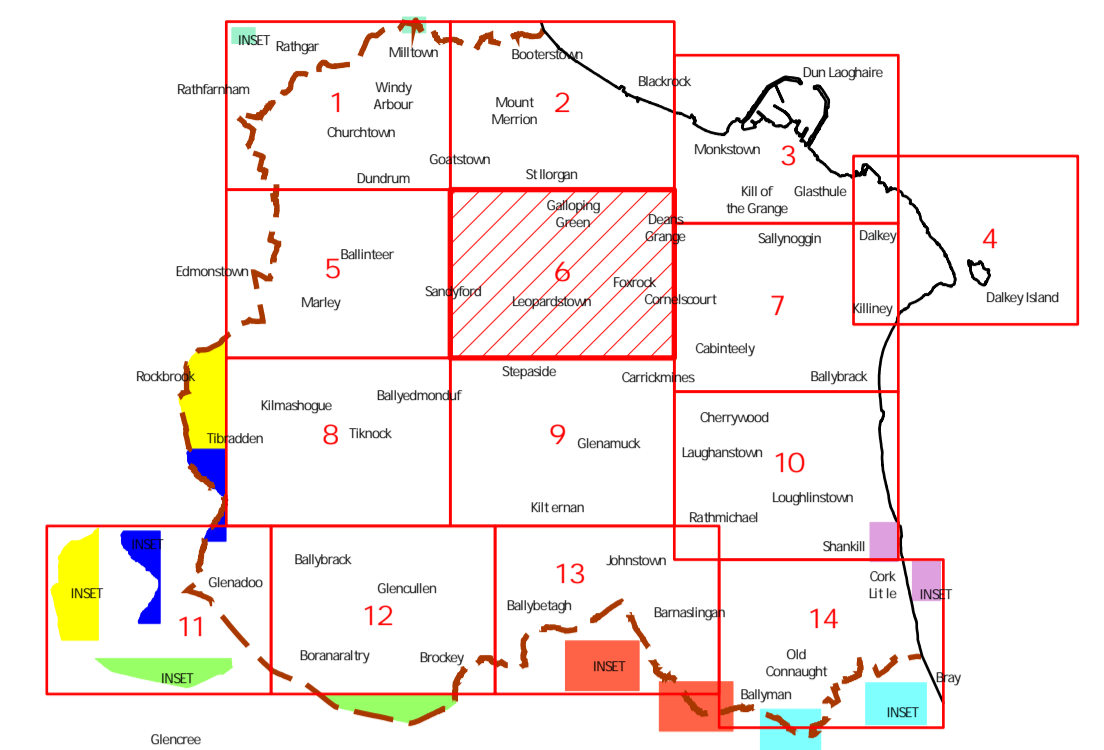 INSET
Rathgar
Milltown
Booterstown
Rathfarnham
Windy
Arbour
1
Churchtown
Goatstown
Dundrum
Mount
Merrion
2
St Ilorgan
Blackrock
Dun Laoghaire
Monkstown
3
Kill of
the Grange
Glasthule
4
Dalkey
Dalkey Island
Killiney
Edmonstown
Ballinteer
5
Marley
Sandyford
Galloping
Green
Deans
Grange
6
Foxrock
Leopardstown
Cornelscourt
Sallynoggin
7
Cabinteely
Ballybrack
Rockbrook
Tibradden
Kilmashogue
Ballyedmonduf
8
Tiknock
Stepaside
Carrickmines
9
Glenamuck
Kilt ernan
Cherrywood
Laughanstown
10
Loughlinstown
Rathmichael
Shankill
INSET
INSET
Glenadoo
11
INSET
Glencree
Ballybrack
Glencullen
12
Boranaraltry
Brockey
Johnstown
13
Ballybetagh
Barnaslingan
INSET
Cork
Lit le
INSET
14
Old
Connaught
Ballyman
Bray
INSET